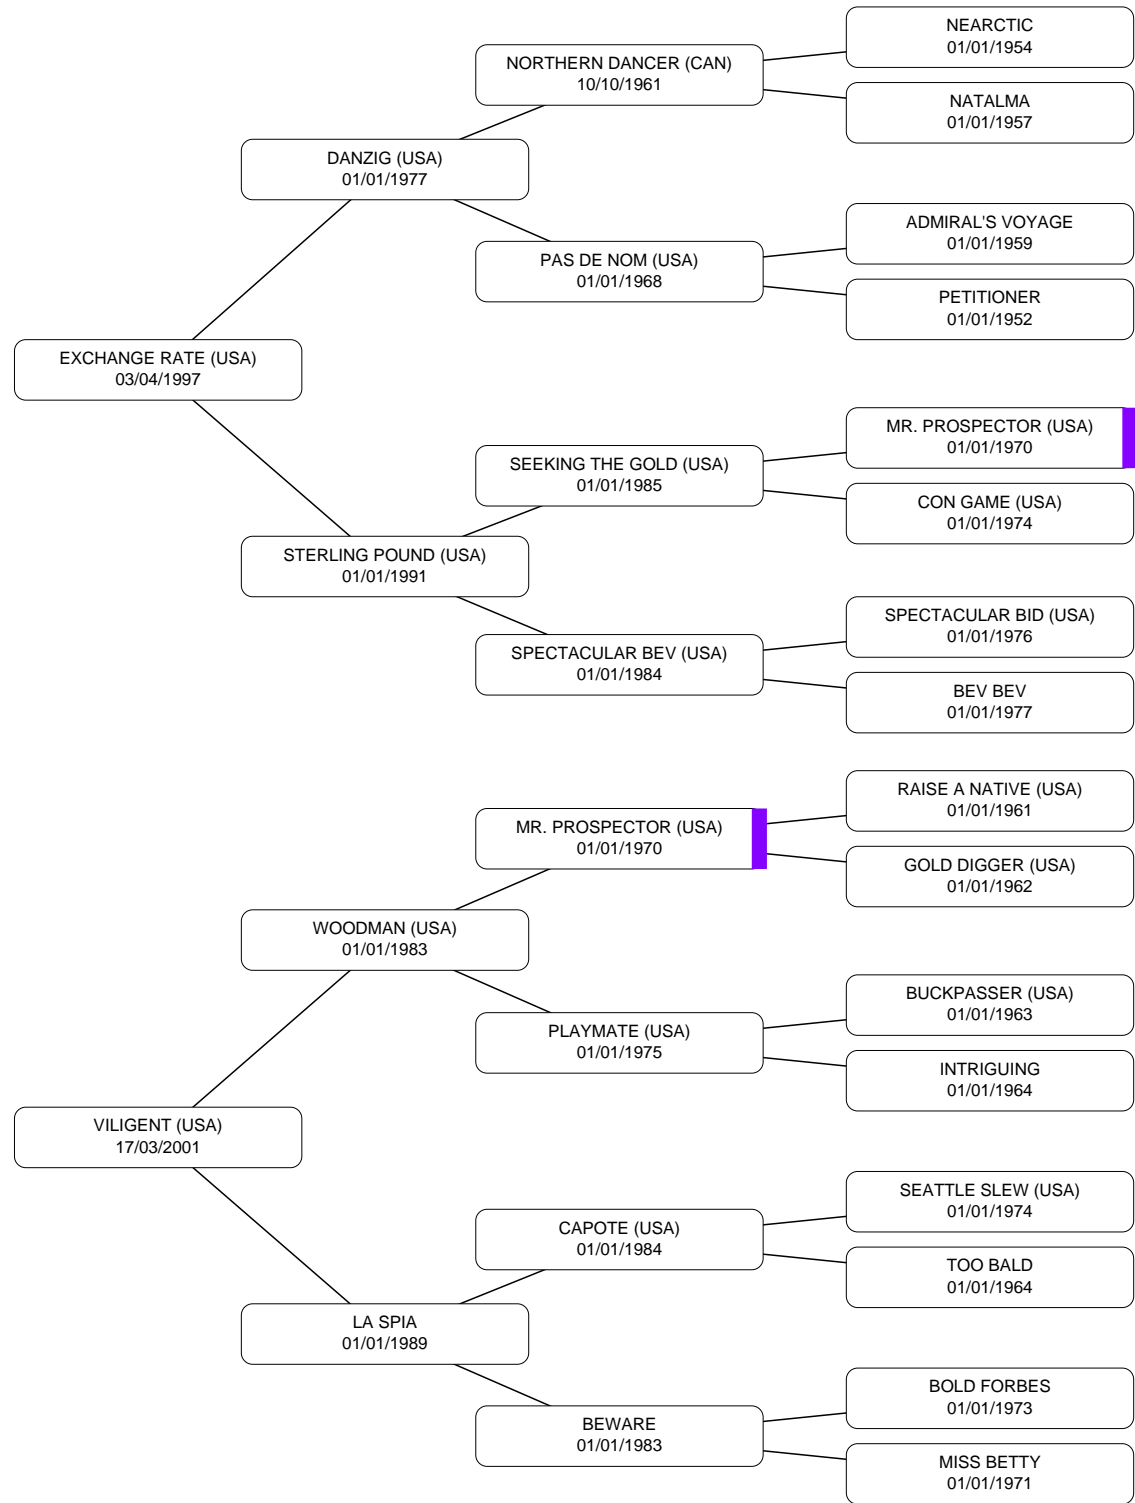 NEARCTIC
01/01/1954
NORTHERN DANCER (CAN)
10/10/1961
NATALMA
01/01/1957
DANZIG (USA)
01/01/1977
ADMIRAL'S VOYAGE
01/01/1959
PAS DE NOM (USA)
01/01/1968
PETITIONER
01/01/1952
EXCHANGE RATE (USA)
03/04/1997
MR. PROSPECTOR (USA)
01/01/1970
SEEKING THE GOLD (USA)
01/01/1985
CON GAME (USA)
01/01/1974
STERLING POUND (USA)
01/01/1991
SPECTACULAR BID (USA)
01/01/1976
SPECTACULAR BEV (USA)
01/01/1984
BEV BEV
01/01/1977
RAISE A NATIVE (USA)
01/01/1961
MR. PROSPECTOR (USA)
01/01/1970
GOLD DIGGER (USA)
01/01/1962
WOODMAN (USA)
01/01/1983
BUCKPASSER (USA)
01/01/1963
PLAYMATE (USA)
01/01/1975
INTRIGUING
01/01/1964
VILIGENT (USA)
17/03/2001
SEATTLE SLEW (USA)
01/01/1974
CAPOTE (USA)
01/01/1984
TOO BALD
01/01/1964
LA SPIA
01/01/1989
BOLD FORBES
01/01/1973
BEWARE
01/01/1983
MISS BETTY
01/01/1971